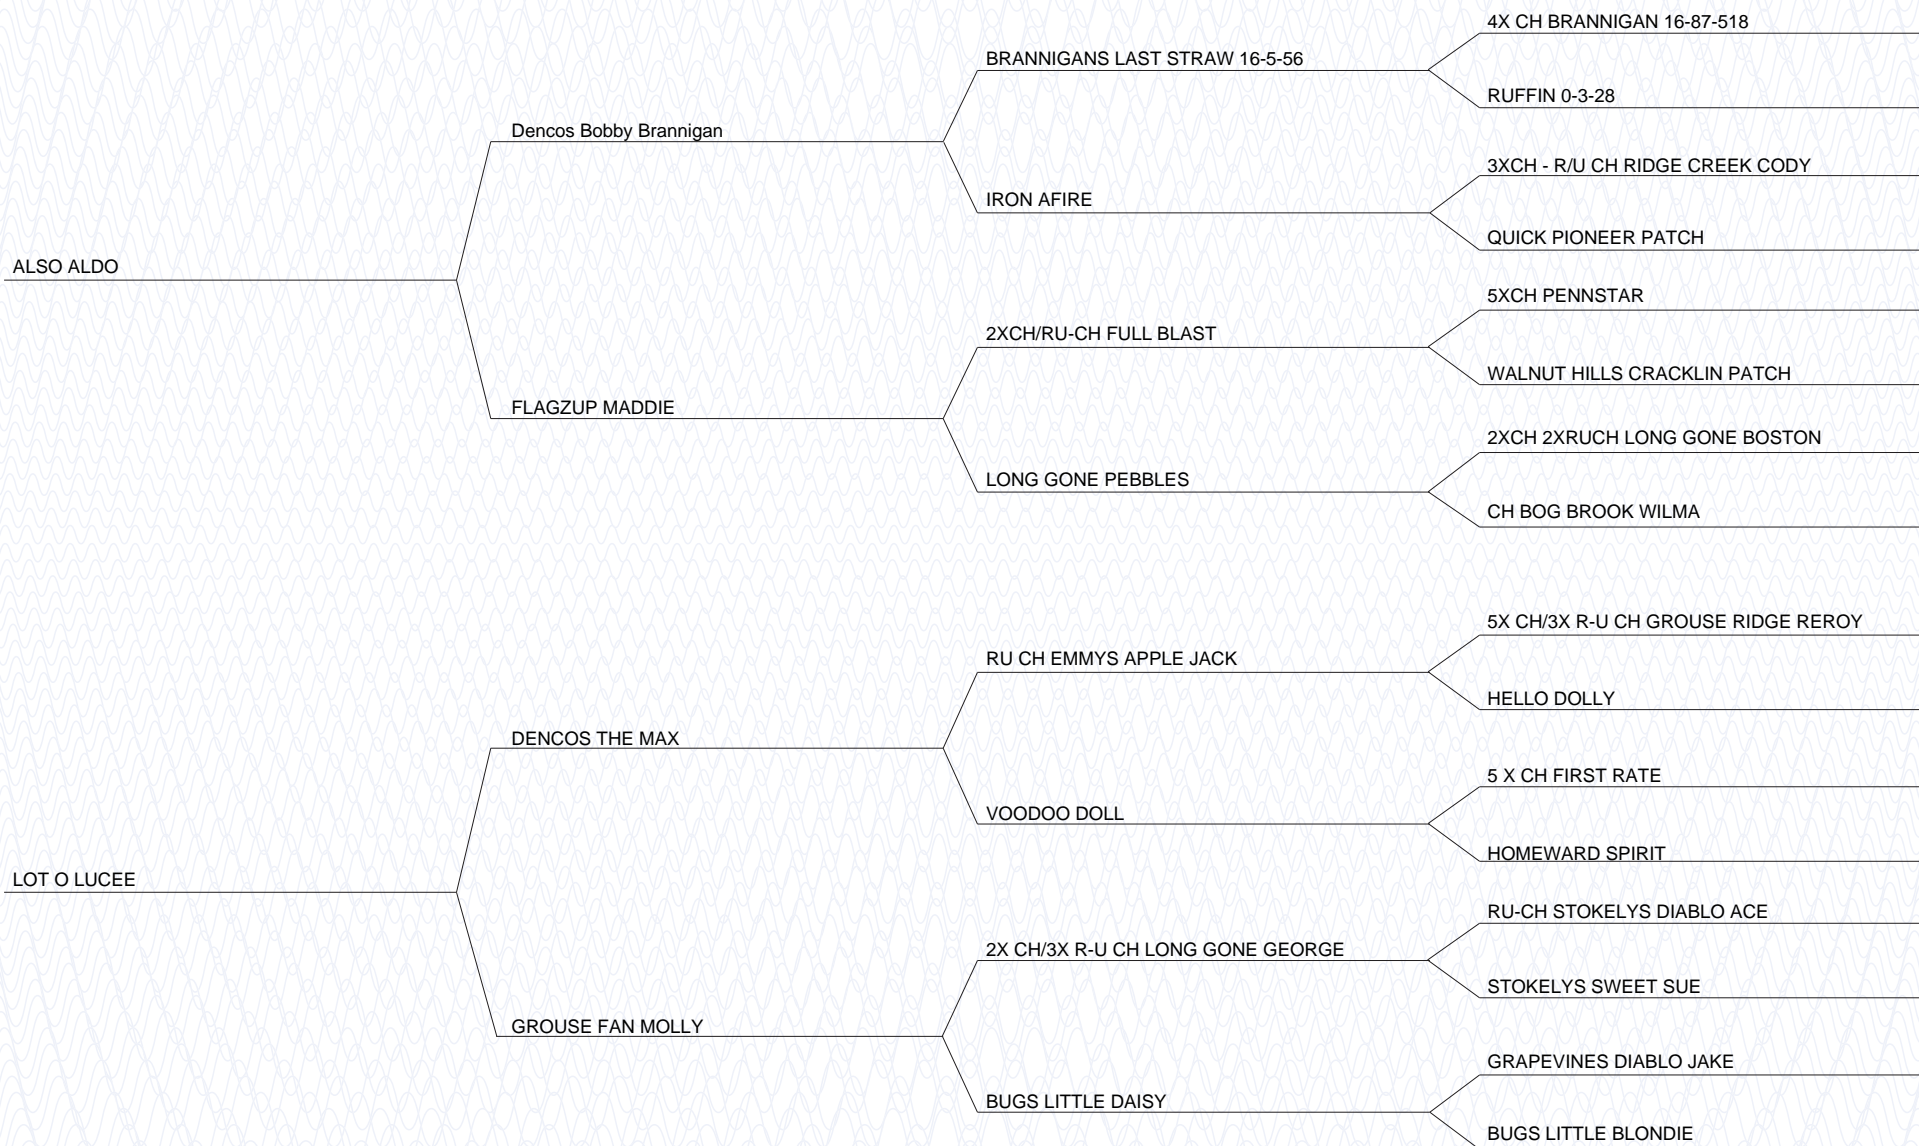 4X CH BRANNIGAN 16-87-518
BRANNIGANS LAST STRAW 16-5-56
RUFFIN 0-3-28
Dencos Bobby Brannigan
3XCH - R/U CH RIDGE CREEK CODY
IRON AFIRE
QUICK PIONEER PATCH
ALSO ALDO
5XCH PENNSTAR
2XCH/RU-CH FULL BLAST
WALNUT HILLS CRACKLIN PATCH
FLAGZUP MADDIE
2XCH 2XRUCH LONG GONE BOSTON
LONG GONE PEBBLES
CH BOG BROOK WILMA
5X CH/3X R-U CH GROUSE RIDGE REROY
RU CH EMMYS APPLE JACK
HELLO DOLLY
DENCOS THE MAX
5 X CH FIRST RATE
VOODOO DOLL
HOMEWARD SPIRIT
LOT O LUCEE
RU-CH STOKELYS DIABLO ACE
2X CH/3X R-U CH LONG GONE GEORGE
STOKELYS SWEET SUE
GROUSE FAN MOLLY
GRAPEVINES DIABLO JAKE
BUGS LITTLE DAISY
BUGS LITTLE BLONDIE